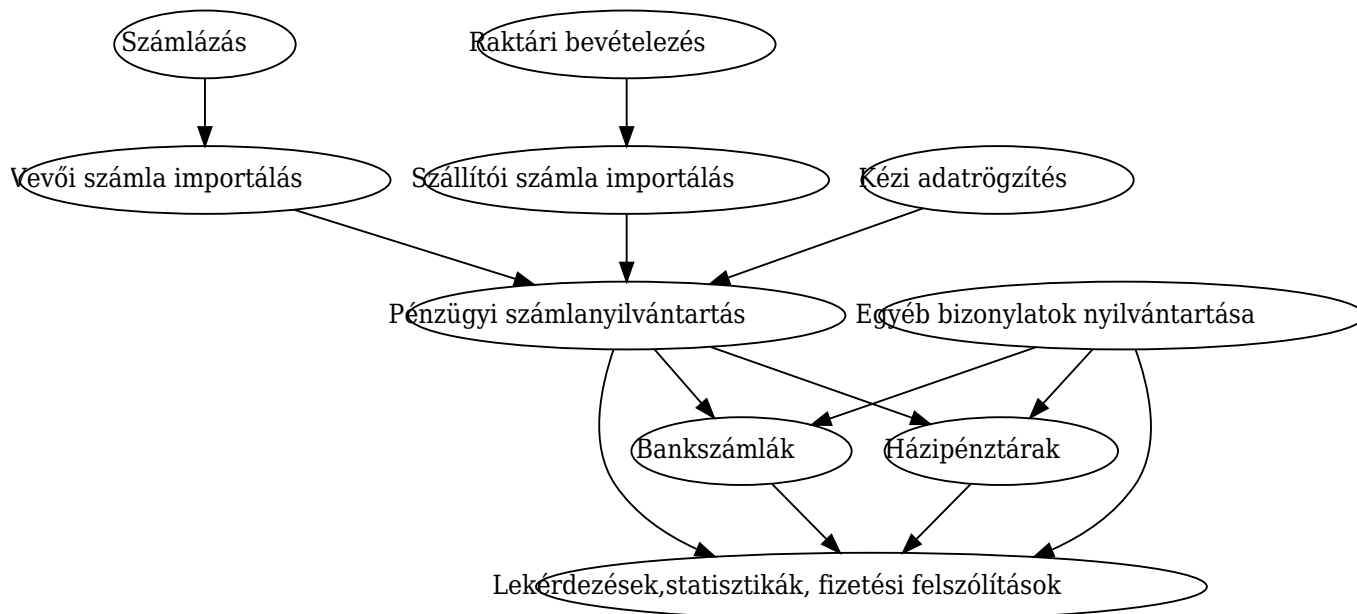 Számlázás
Raktári bevételezés
Vevői számla importálás
Szállítói számla importálás
Kézi adatrögzítés
Pénzügyi számlanyilvántartás
Egyéb bizonylatok nyilvántartása
Bankszámlák
Házipénztárak
Lekérdezések,statisztikák, fizetési felszólítások